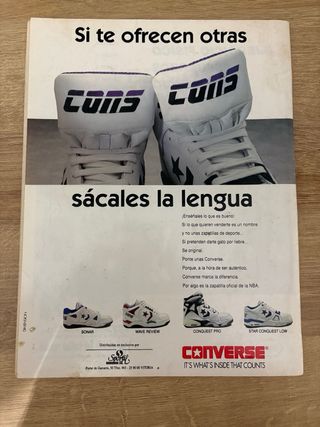 Si te ofrecen otras
CONS
CONS
sácales la lengua
¡Enséñales lo que es bueno!
Si lo que quieren venderte es un nombre
y no unas zapatillas de deporte...
Si pretenden darte gato por liebre...
Se original.
Ponte unas Converse.
Porque, a la hora de ser auténtico,
Converse marca la diferencia.
Por algo es la zapatilla oficial de la NBA.
SONAR
WAVE REVIEW
CONQUEST PRO
STAR CONQUEST LOW
Distribuidas en exclusiva por:
CONVERSE
IT'S WHAT'S INSIDE THAT COUNTS